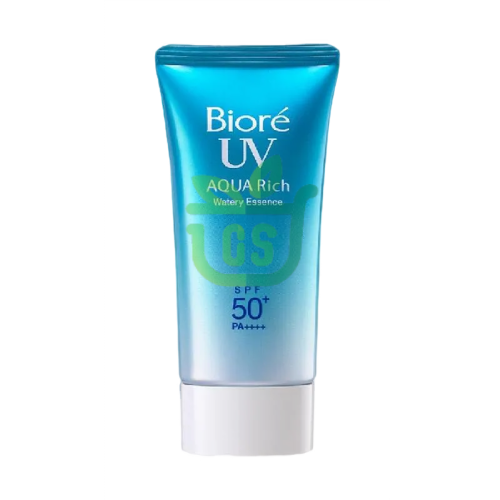 Bioré
UV
AQUA Rich
Watery Essence
GS
SPF
50+
PA++++